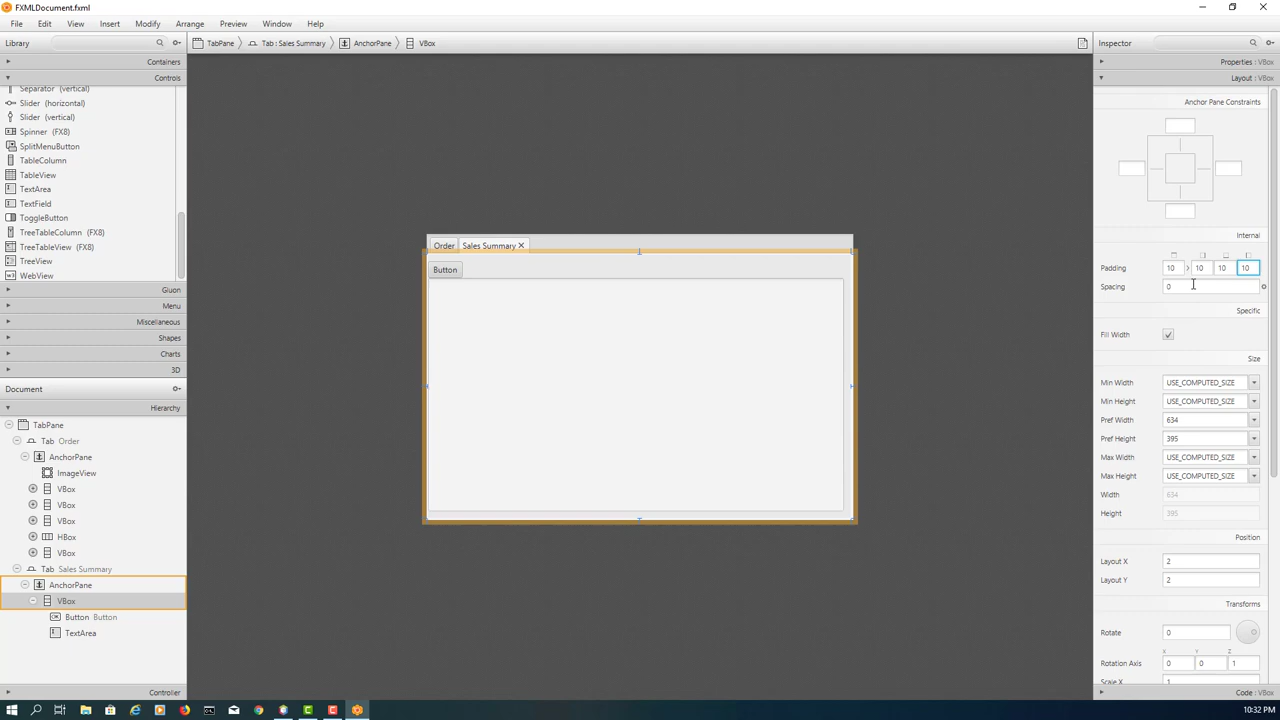 FXMLDocument.fxml
File Edit View Insert Modify Arrange Preview Window Help
Library
TabPane Tab : Sales Summary AnchorPane VBox
Inspector
Containers
Controls
Separator (vertical)
Slider (horizontal)
Slider (vertical)
Spinner (FX8)
SplitMenuButton
TableColumn
TableView
TextArea
TextField
ToggleButton
TreeTableColumn (FX8)
TreeTableView (FX8)
TreeView
WebView
Gluon
Menu
Miscellaneous
Shapes
Charts
3D
Document
Hierarchy
TabPane
Tab Order
AnchorPane
ImageView
VBox
VBox
VBox
HBox
VBox
Tab Sales Summary
AnchorPane
VBox
Button Button
TextArea
Controller
Order Sales Summary
Button
Properties : VBox
Layout : VBox
Anchor Pane Constraints
Internal
Padding 10 10 10 10
Spacing 0
Specific
Fill Width
Size
Min Width USE_COMPUTED_SIZE
Min Height USE_COMPUTED_SIZE
Pref Width 634
Pref Height 395
Max Width USE_COMPUTED_SIZE
Max Height USE_COMPUTED_SIZE
Width 634
Height 395
Position
Layout X 2
Layout Y 2
Transforms
Rotate 0
X Y Z
Rotation Axis 0 0 1
Scale X 1
Code : VBox
10:32 PM